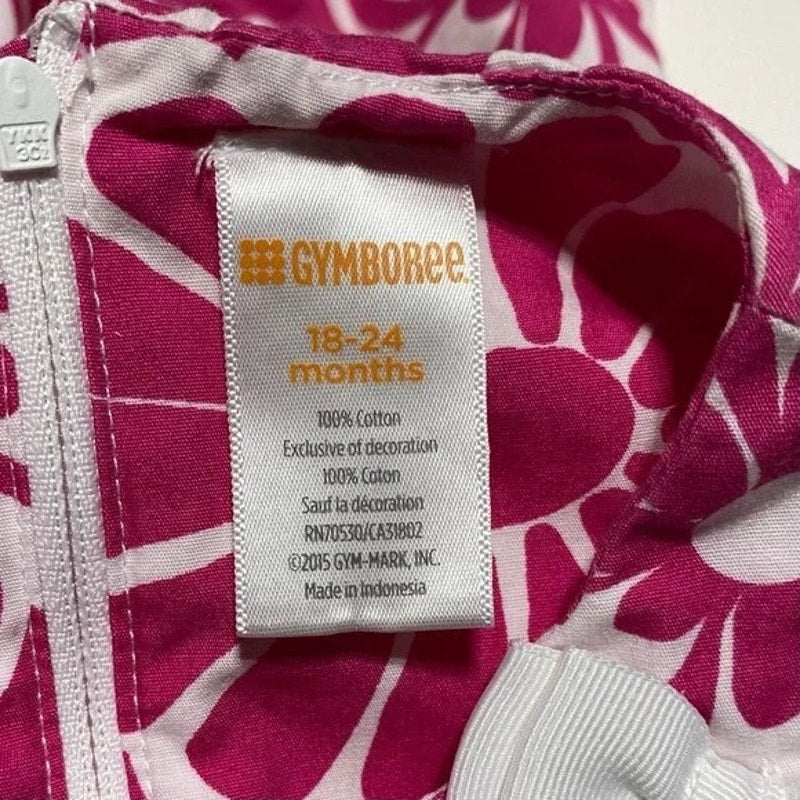 YKK
GYMBOREE
18-24
months
100% Cotton
Exclusive of decoration
100% Coton
Sauf la décoration
RN70530/CA31802
©2015 GYM-MARK, INC.
Made in Indonesia